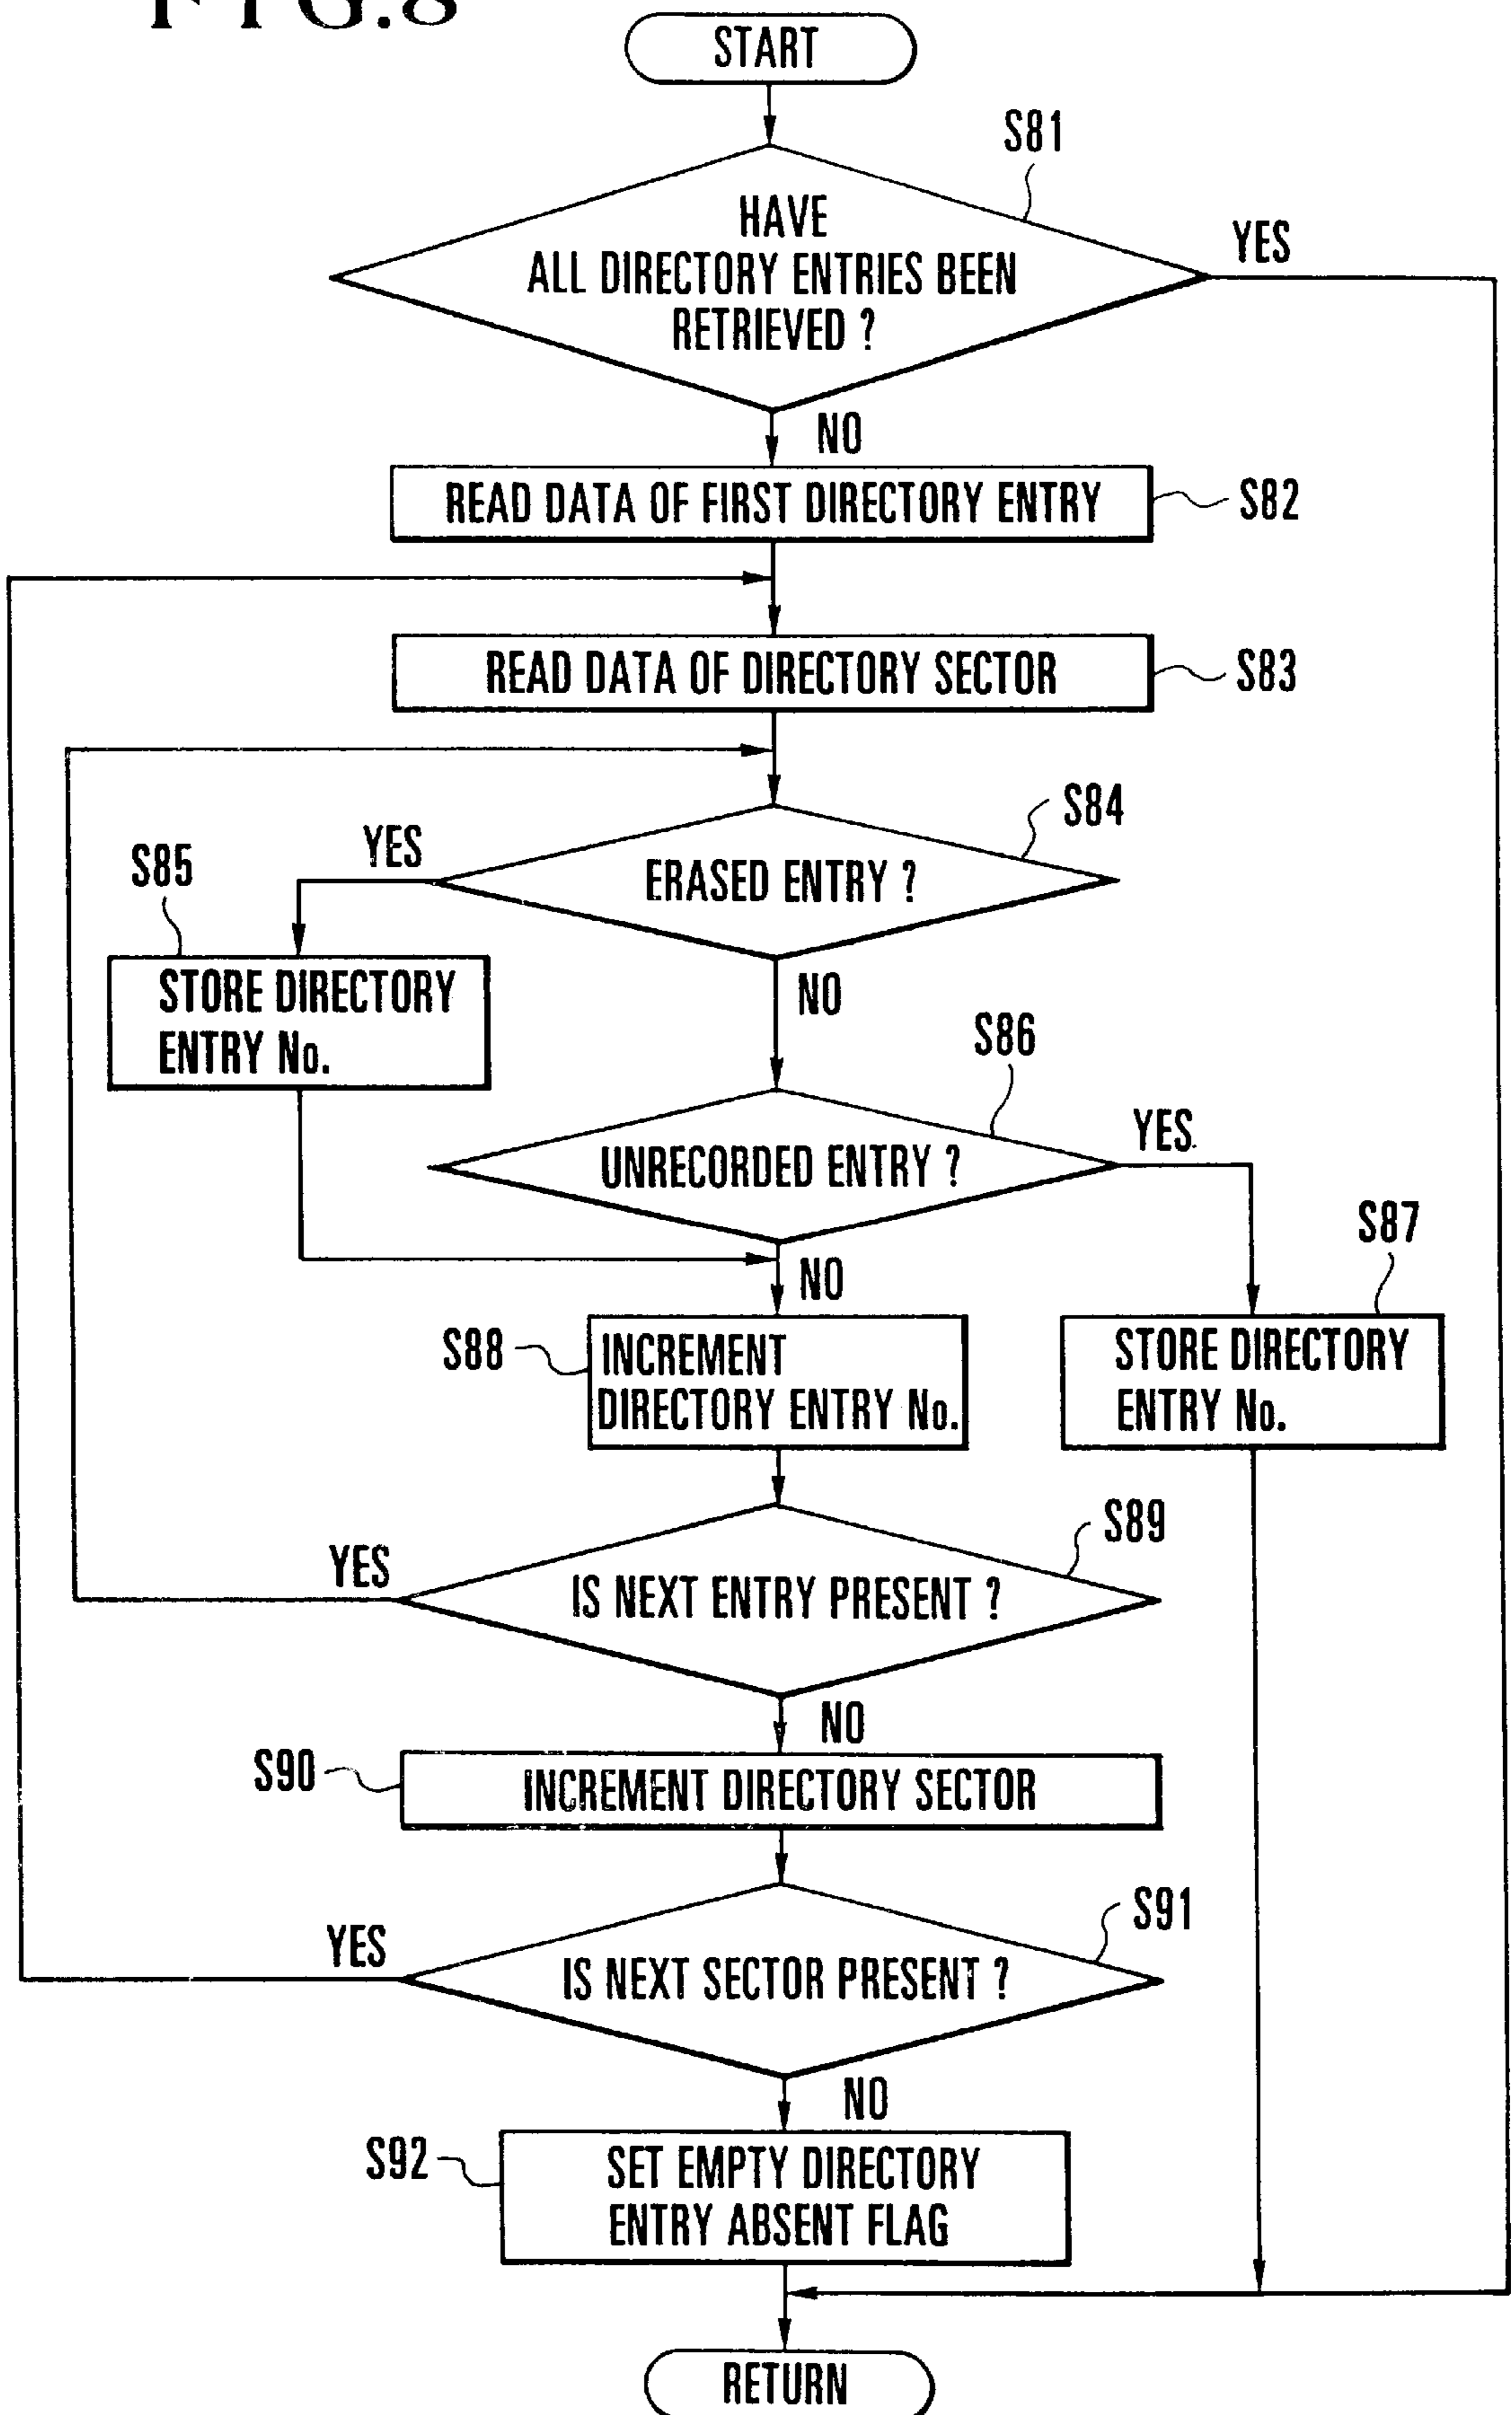 FIG.8
START
S81
HAVE
ALL DIRECTORY ENTRIES BEEN
RETRIEVED ?
YES
NO
READ DATA OF FIRST DIRECTORY ENTRY
S82
READ DATA OF DIRECTORY SECTOR
S83
S84
YES
ERASED ENTRY ?
S85
NO
STORE DIRECTORY
ENTRY No.
S86
YES
UNRECORDED ENTRY ?
S87
NO
S88
INCREMENT
DIRECTORY ENTRY No.
STORE DIRECTORY
ENTRY No.
S89
YES
IS NEXT ENTRY PRESENT ?
NO
S90
INCREMENT DIRECTORY SECTOR
S91
YES
IS NEXT SECTOR PRESENT ?
NO
S92
SET EMPTY DIRECTORY
ENTRY ABSENT FLAG
RETURN